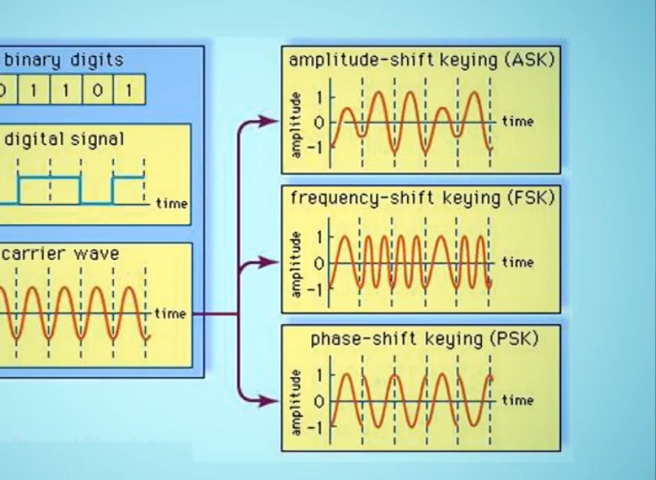 binary digits
0 1 1 0 1
digital signal
time
carrier wave
time
amplitude-shift keying (ASK)
amplitude
1
0
-1
time
frequency-shift keying (FSK)
amplitude
1
0
-1
time
phase-shift keying (PSK)
amplitude
1
0
-1
time